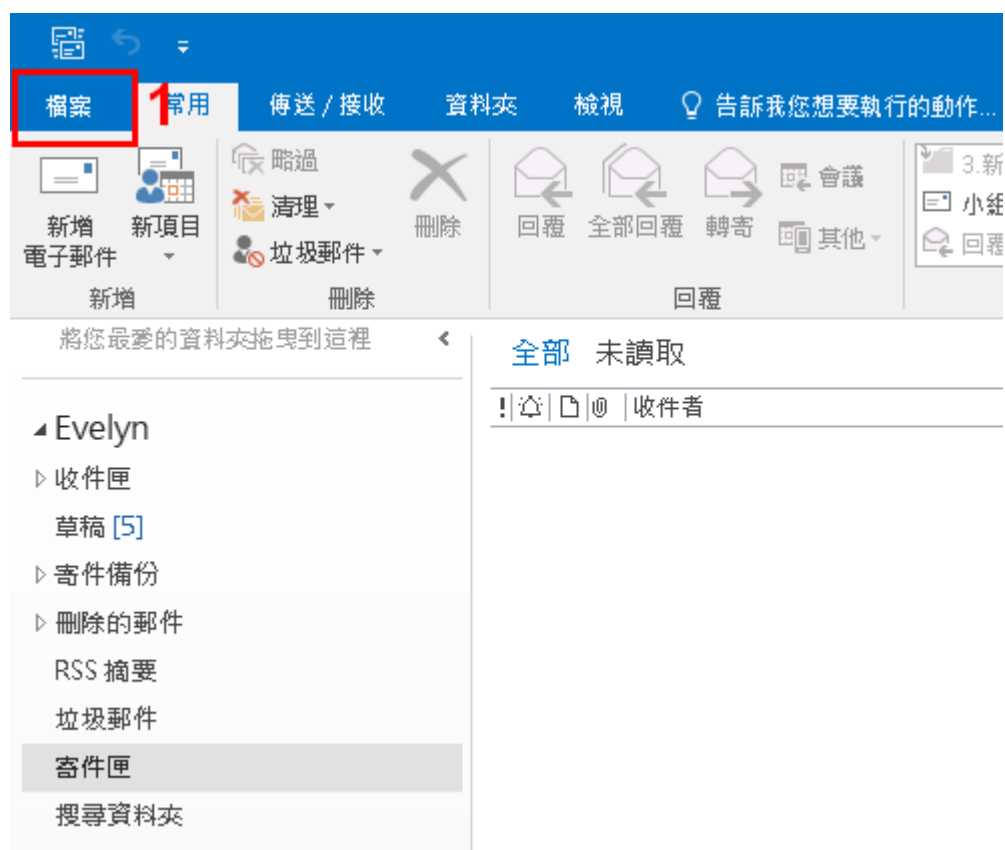 檔案 1 常用 傳送 / 接收 資料夾 檢視 告訴我您想要執行的動作...
新增
電子郵件
新項目
略過
清理
垃圾郵件
刪除
回覆 全部回覆 轉寄
會議
其他
3.新
小組
回覆
新增 刪除 回覆
將您最愛的資料夾拖曳到這裡
全部 未讀取
! 收件者
Evelyn
收件匣
草稿 [5]
寄件備份
刪除的郵件
RSS 摘要
垃圾郵件
寄件匣
搜尋資料夾